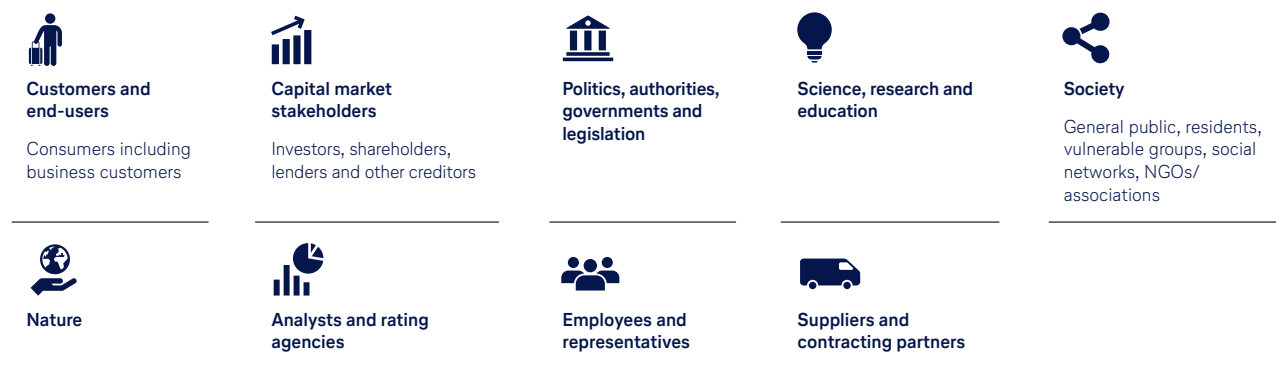 Customers and
end-users
Consumers including
business customers
Capital market
stakeholders
Investors, shareholders,
lenders and other creditors
Politics, authorities,
governments and
legislation
Science, research and
education
Society
General public, residents,
vulnerable groups, social
networks, NGOs/
associations
Nature
Analysts and rating
agencies
Employees and
representatives
Suppliers and
contracting partners